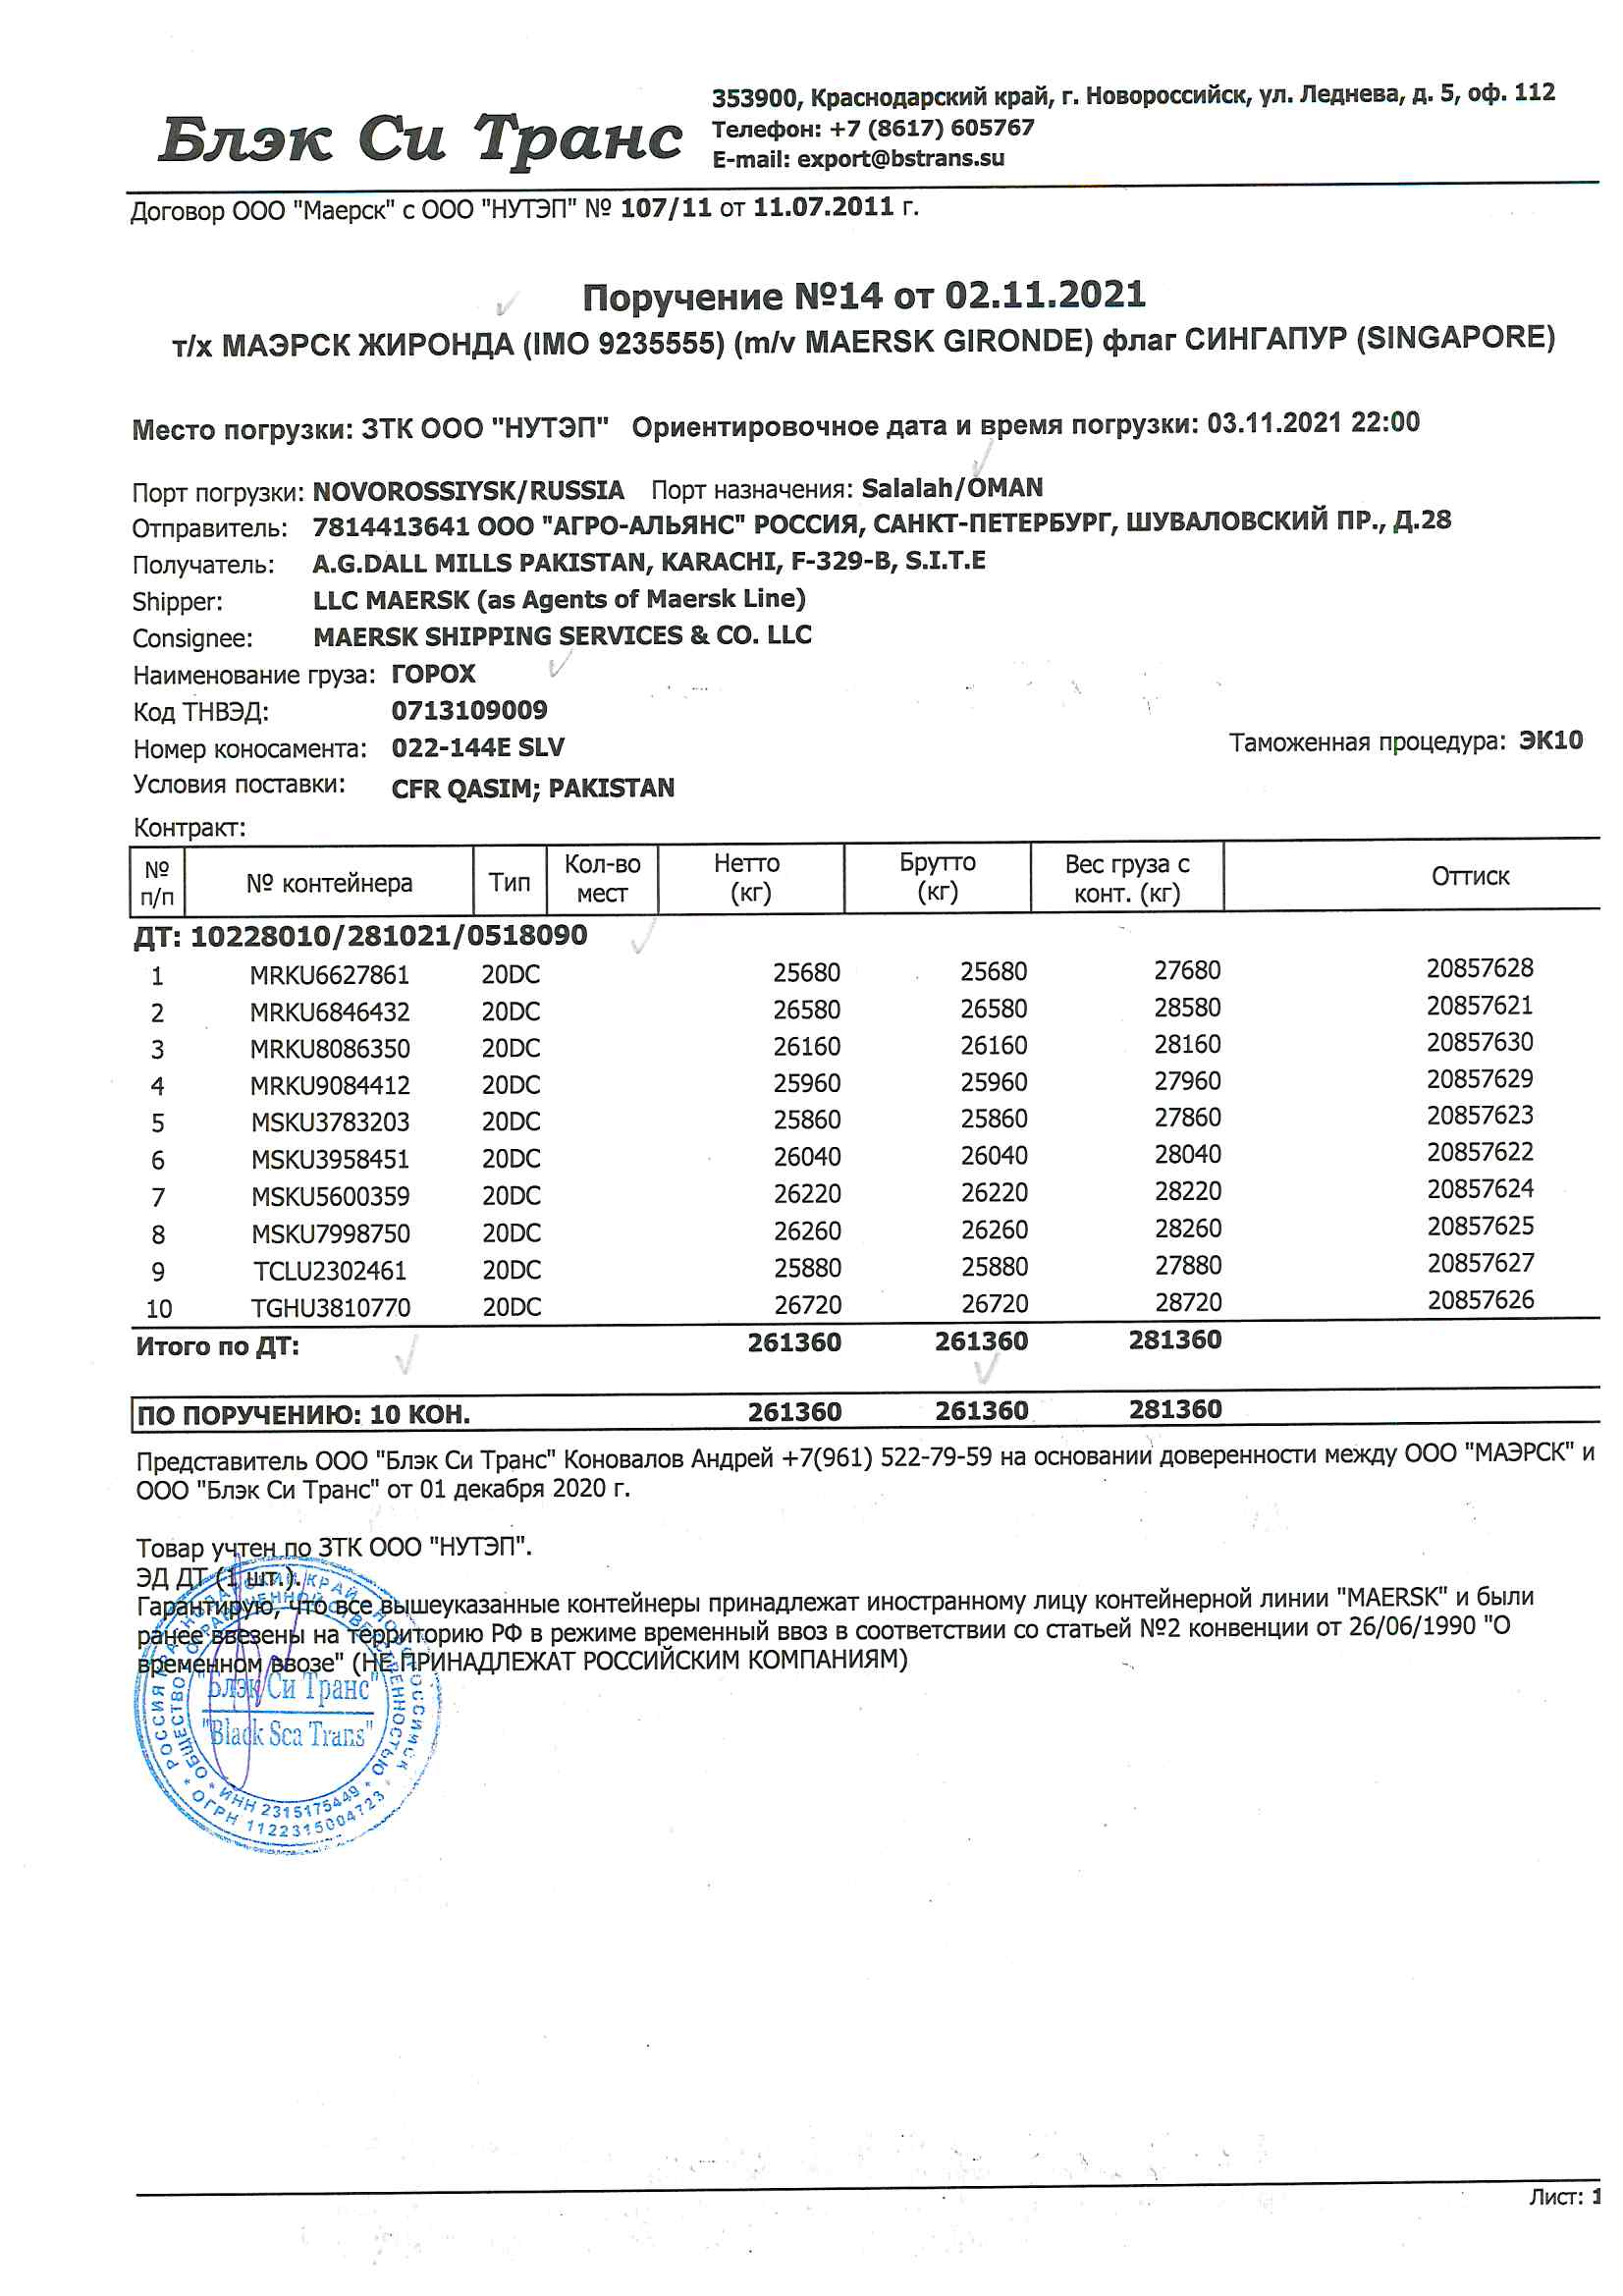 Блэк Си Транс
353900, Краснодарский край, г. Новороссийск, ул. Леднева, д. 5, оф. 112
Телефон: +7 (8617) 605767
E-mail: export@bstrans.su
Договор ООО "Маерск" с ООО "НУТЭП" № 107/11 от 11.07.2011 г.
Поручение №14 от 02.11.2021
т/х МАЭРСК ЖИРОНДА (IMO 9235555) (m/v MAERSK GIRONDE) флаг СИНГАПУР (SINGAPORE)
Место погрузки: ЗТК ООО "НУТЭП" Ориентировочное дата и время погрузки: 03.11.2021 22:00
Порт погрузки: NOVOROSSIYSK/RUSSIA Порт назначения: Salalah/OMAN
Отправитель: 7814413641 ООО "АГРО-АЛЬЯНС" РОССИЯ, САНКТ-ПЕТЕРБУРГ, ШУВАЛОВСКИЙ ПР., Д.28
Получатель: A.G.DALL MILLS PAKISTAN, KARACHI, F-329-B, S.I.T.E
Shipper: LLC MAERSK (as Agents of Maersk Line)
Consignee: MAERSK SHIPPING SERVICES & CO. LLC
Наименование груза: ГОРОХ
Код ТНВЭД: 0713109009
Номер коносамента: 022-144E SLV Таможенная процедура: ЭК10
Условия поставки: CFR QASIM; PAKISTAN
Контракт:
№ п/п № контейнера Тип Кол-во мест Нетто (кг) Брутто (кг) Вес груза с конт. (кг) Оттиск
ДТ: 10228010/281021/0518090
1 MRKU6627861 20DC 25680 25680 27680 20857628
2 MRKU6846432 20DC 26580 26580 28580 20857621
3 MRKU8086350 20DC 26160 26160 28160 20857630
4 MRKU9084412 20DC 25960 25960 27960 20857629
5 MSKU3783203 20DC 25860 25860 27860 20857623
6 MSKU3958451 20DC 26040 26040 28040 20857622
7 MSKU5600359 20DC 26220 26220 28220 20857624
8 MSKU7998750 20DC 26260 26260 28260 20857625
9 TCLU2302461 20DC 25880 25880 27880 20857627
10 TGHU3810770 20DC 26720 26720 28720 20857626
Итого по ДТ: 261360 261360 281360
ПО ПОРУЧЕНИЮ: 10 КОН. 261360 261360 281360
Представитель ООО "Блэк Си Транс" Коновалов Андрей +7(961) 522-79-59 на основании доверенности между ООО "МАЭРСК" и
ООО "Блэк Си Транс" от 01 декабря 2020 г.
Товар учтен по ЗТК ООО "НУТЭП".
ЭД ДТ (1 шт.).
Гарантирую, что все вышеуказанные контейнеры принадлежат иностранному лицу контейнерной линии "MAERSK" и были
ранее ввезены на территорию РФ в режиме временный ввоз в соответствии со статьей №2 конвенции от 26/06/1990 "О
временном ввозе" (НЕ ПРИНАДЛЕЖАТ РОССИЙСКИМ КОМПАНИЯМ)
РОССИЯ КРАСНОДАРСКИЙ КРАЙ НОВОРОССИЙСК
ОБЩЕСТВО С ОГРАНИЧЕННОЙ ОТВЕТСТВЕННОСТЬЮ
"Блэк Си Транс"
"Black Sea Trans"
* ИНН 2315175449 *
* ОГРН 1122315004723
Лист: 1